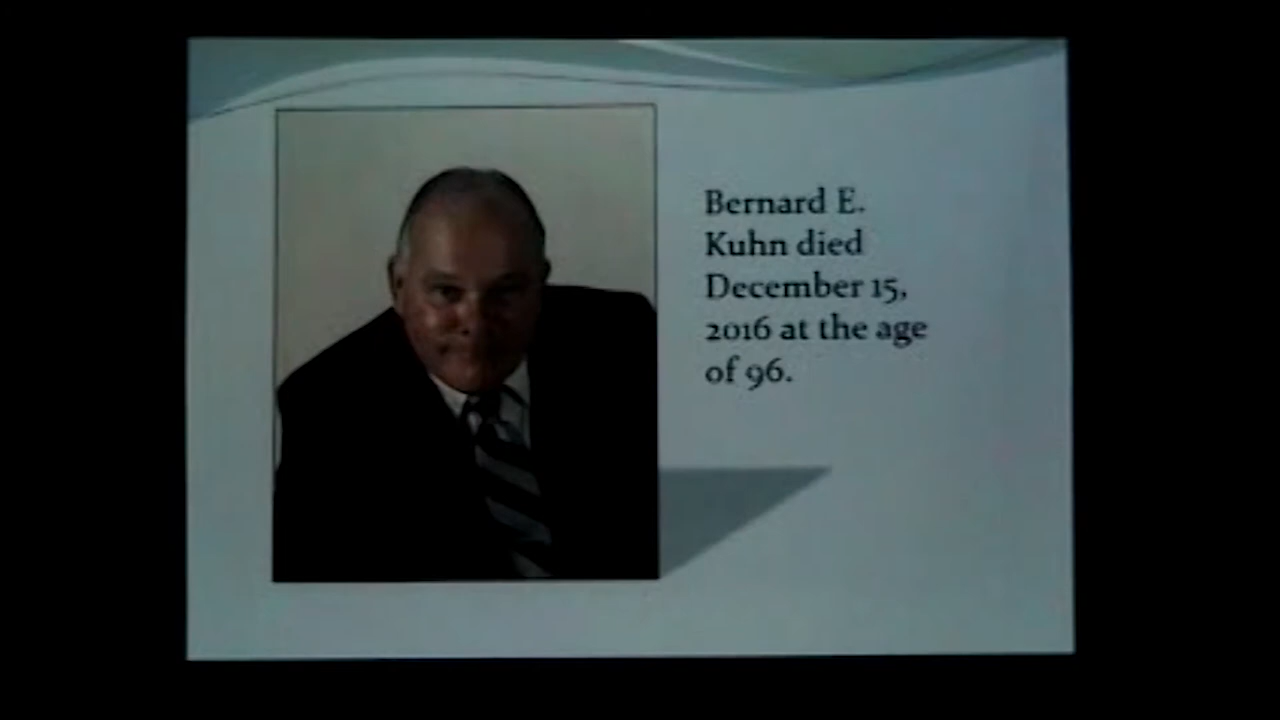 Bernard E.
Kuhn died
December 15,
2016 at the age
of 96.